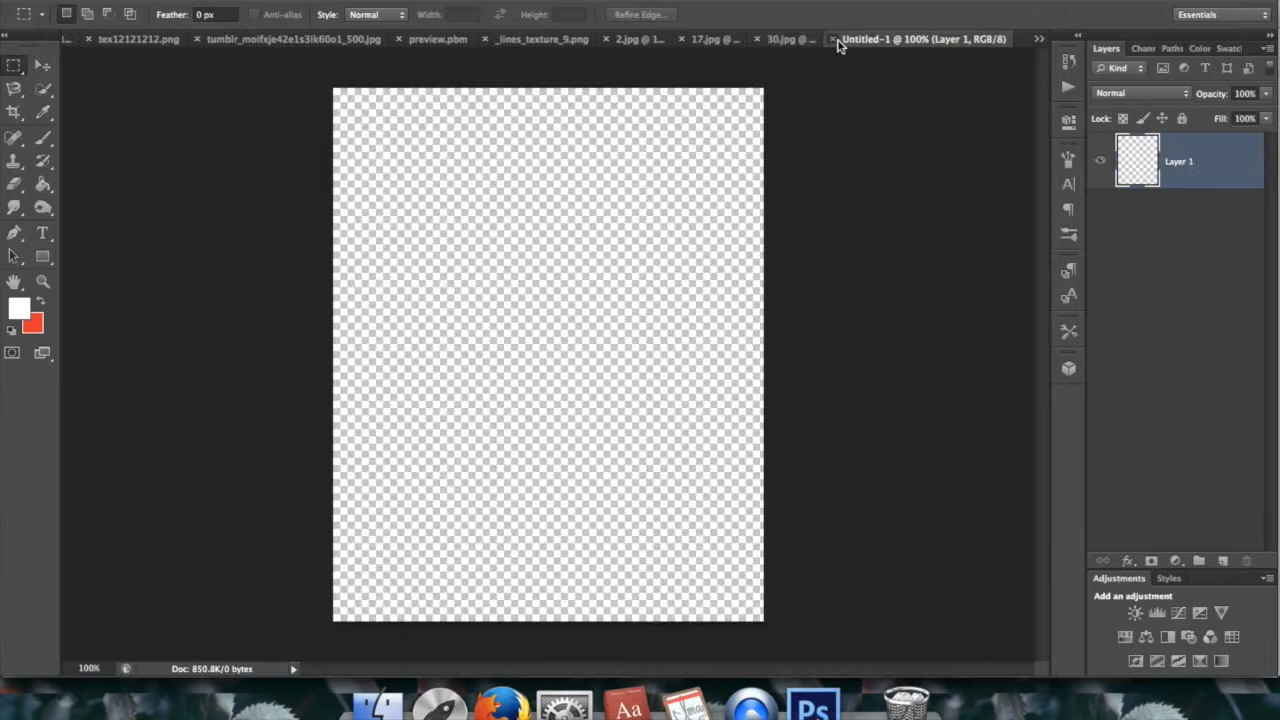 Feather: 0 px Anti-alias Style: Normal Width: Height: Refine Edge... Essentials
tex12121212.png tumblr_moifxje42e1s3ik60o1_500.jpg preview.pbm _lines_texture_9.png 2.jpg @ 1... 17.jpg @ ... 30.jpg @ ... Untitled-1 @ 100% (Layer 1, RGB/8)
Layers Chanr Paths Color Swatc
Kind
Normal Opacity: 100%
Lock: Fill: 100%
Layer 1
Adjustments Styles
Add an adjustment
100% Doc: 850.8K/0 bytes
Aa
Ps